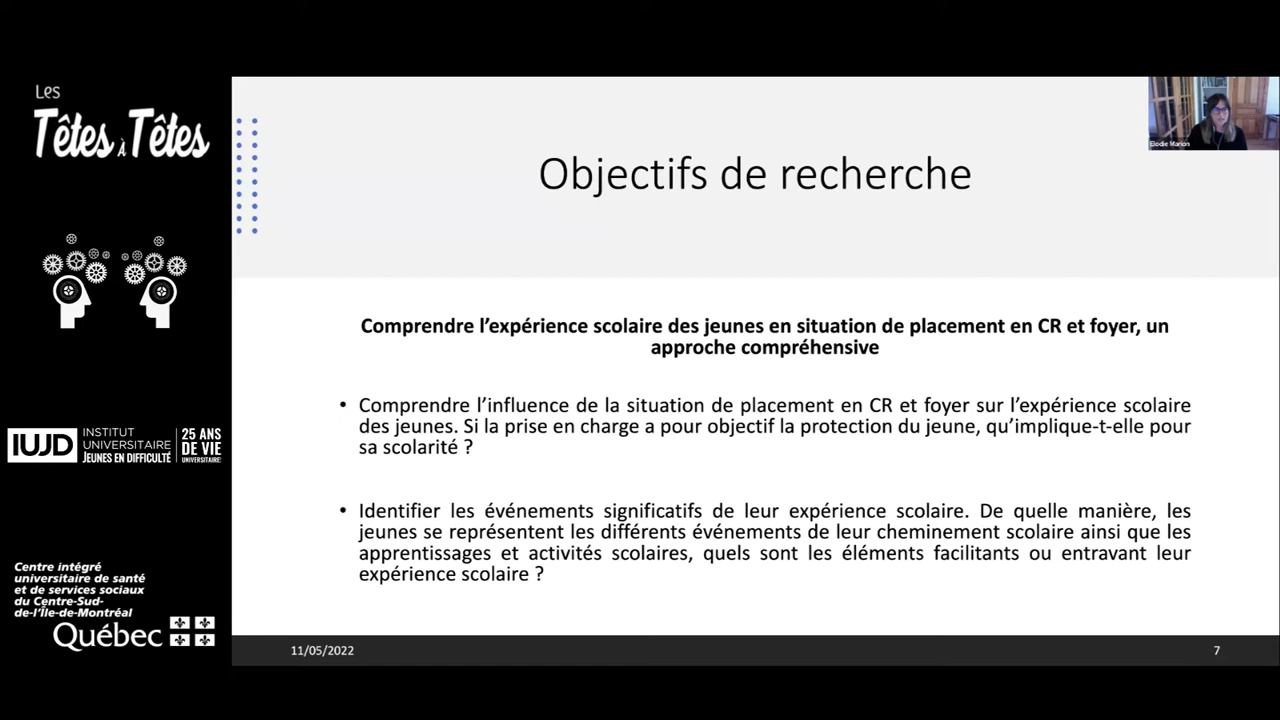 Les
Têtes à Têtes
IUJD
INSTITUT
UNIVERSITAIRE
JEUNES EN DIFFICULTÉ
25 ANS
DE VIE
UNIVERSITAIRE!
Centre intégré
universitaire de santé
et de services sociaux
du Centre-Sud-
de-l'Île-de-Montréal
Québec
Elodie Marion
Objectifs de recherche
Comprendre l’expérience scolaire des jeunes en situation de placement en CR et foyer, un
approche compréhensive
• Comprendre l’influence de la situation de placement en CR et foyer sur l’expérience scolaire
des jeunes. Si la prise en charge a pour objectif la protection du jeune, qu’implique-t-elle pour
sa scolarité ?
• Identifier les événements significatifs de leur expérience scolaire. De quelle manière, les
jeunes se représentent les différents événements de leur cheminement scolaire ainsi que les
apprentissages et activités scolaires, quels sont les éléments facilitants ou entravant leur
expérience scolaire ?
11/05/2022
7